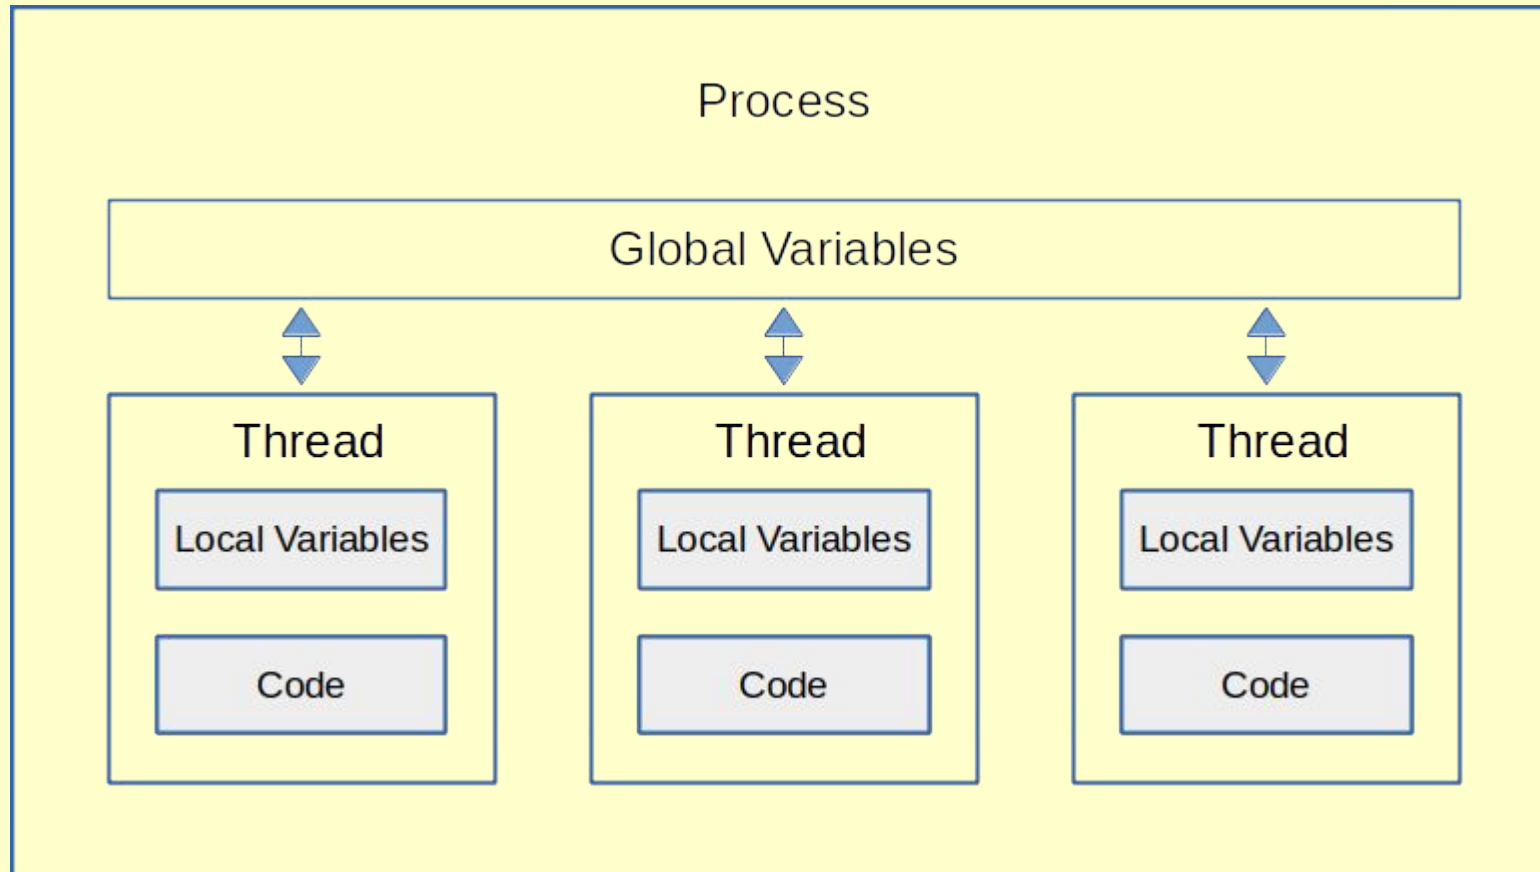 Process
Global Variables
Thread
Thread
Thread
Local Variables
Local Variables
Local Variables
Code
Code
Code